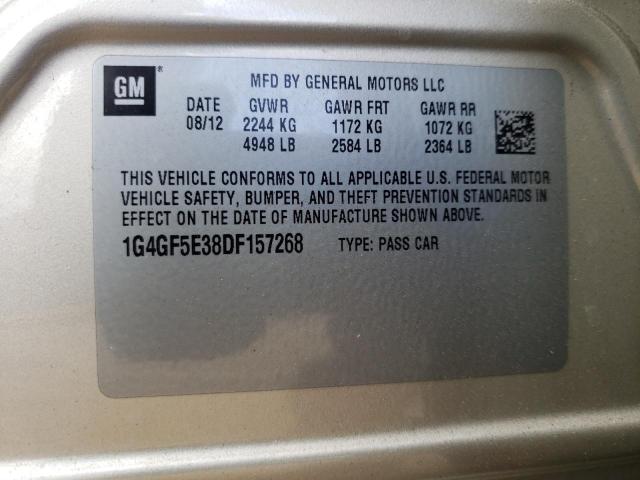 GM®
MFD BY GENERAL MOTORS LLC
DATE GVWR GAWR FRT GAWR RR
08/12 2244 KG 1172 KG 1072 KG
4948 LB 2584 LB 2364 LB
THIS VEHICLE CONFORMS TO ALL APPLICABLE U.S. FEDERAL MOTOR
VEHICLE SAFETY, BUMPER, AND THEFT PREVENTION STANDARDS IN
EFFECT ON THE DATE OF MANUFACTURE SHOWN ABOVE.
1G4GF5E38DF157268 TYPE: PASS CAR